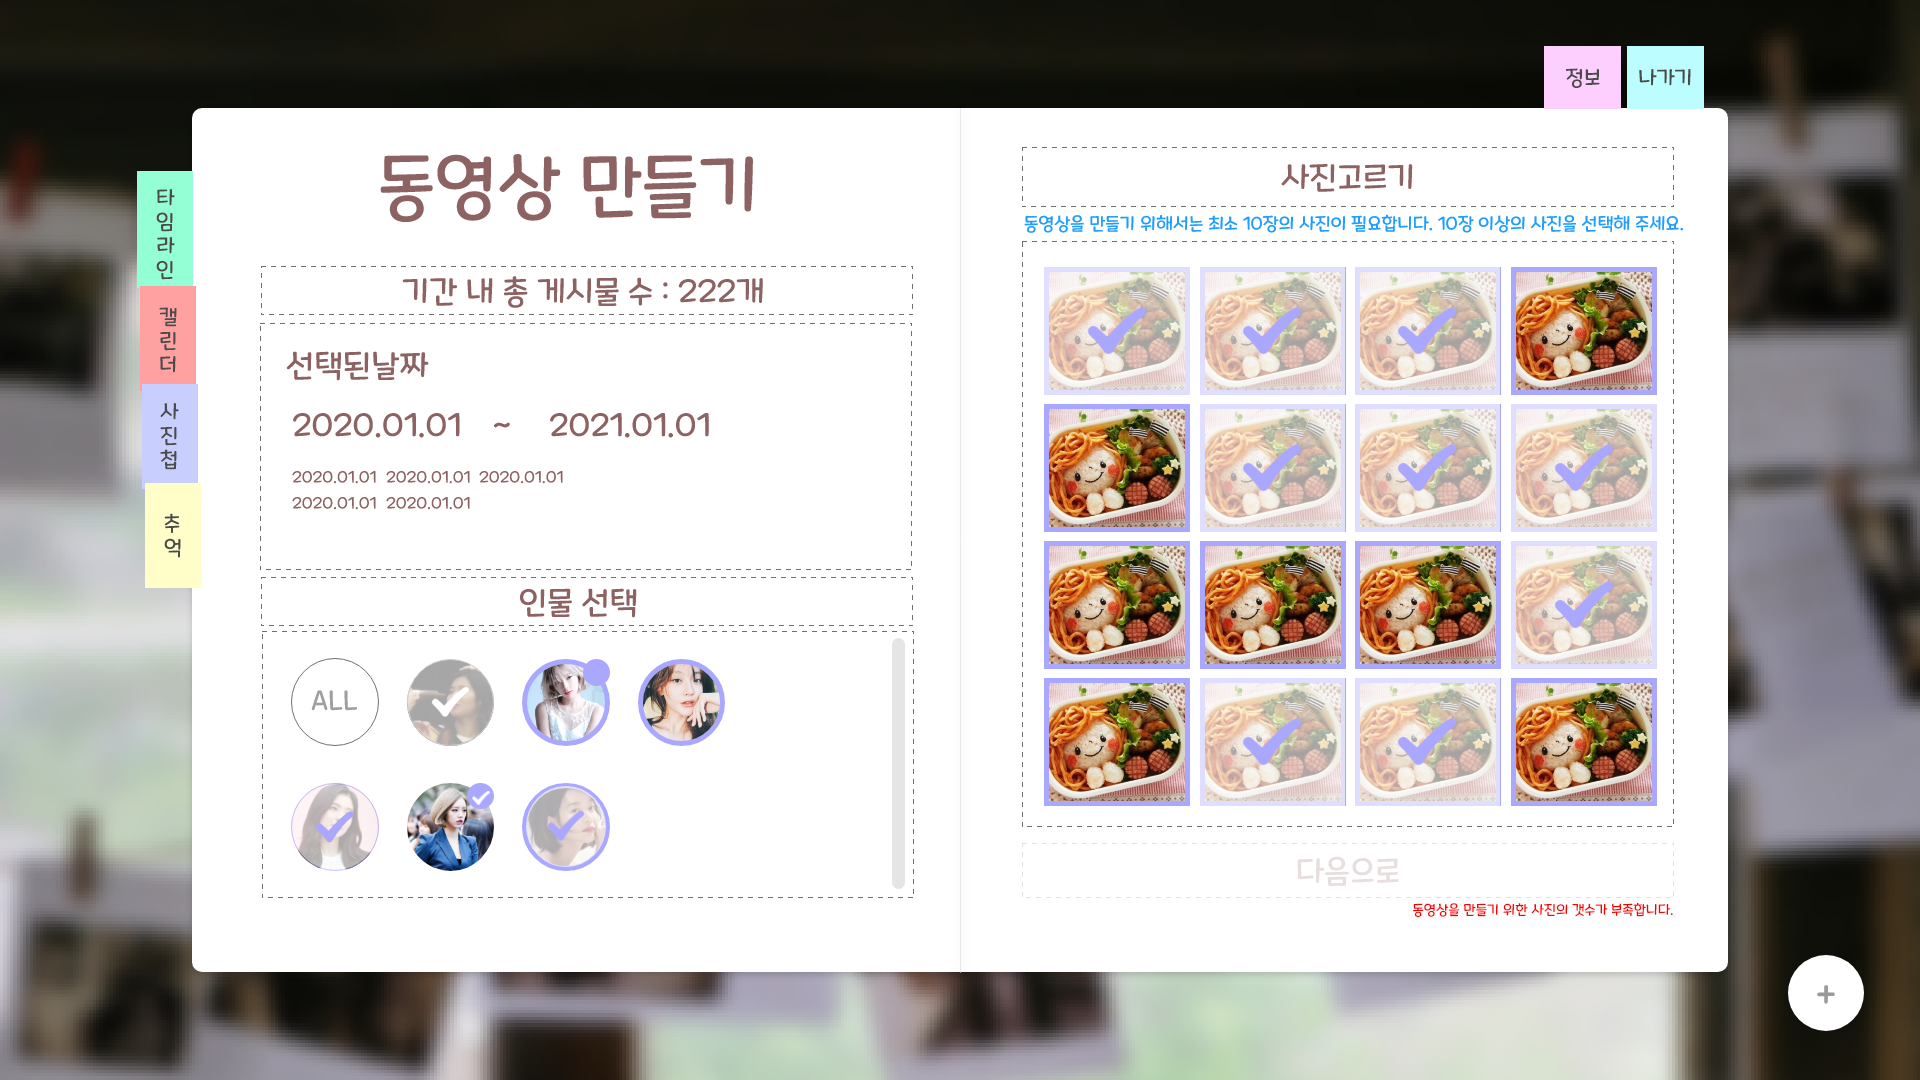 정보
나가기
타임라인
캘린더
사진첩
추억
동영상 만들기
기간 내 총 게시물 수 : 222개
선택된날짜
2020.01.01 ~ 2021.01.01
2020.01.01 2020.01.01 2020.01.01
2020.01.01 2020.01.01
인물 선택
ALL
사진고르기
동영상을 만들기 위해서는 최소 10장의 사진이 필요합니다. 10장 이상의 사진을 선택해 주세요.
다음으로
동영상을 만들기 위한 사진의 갯수가 부족합니다.
+